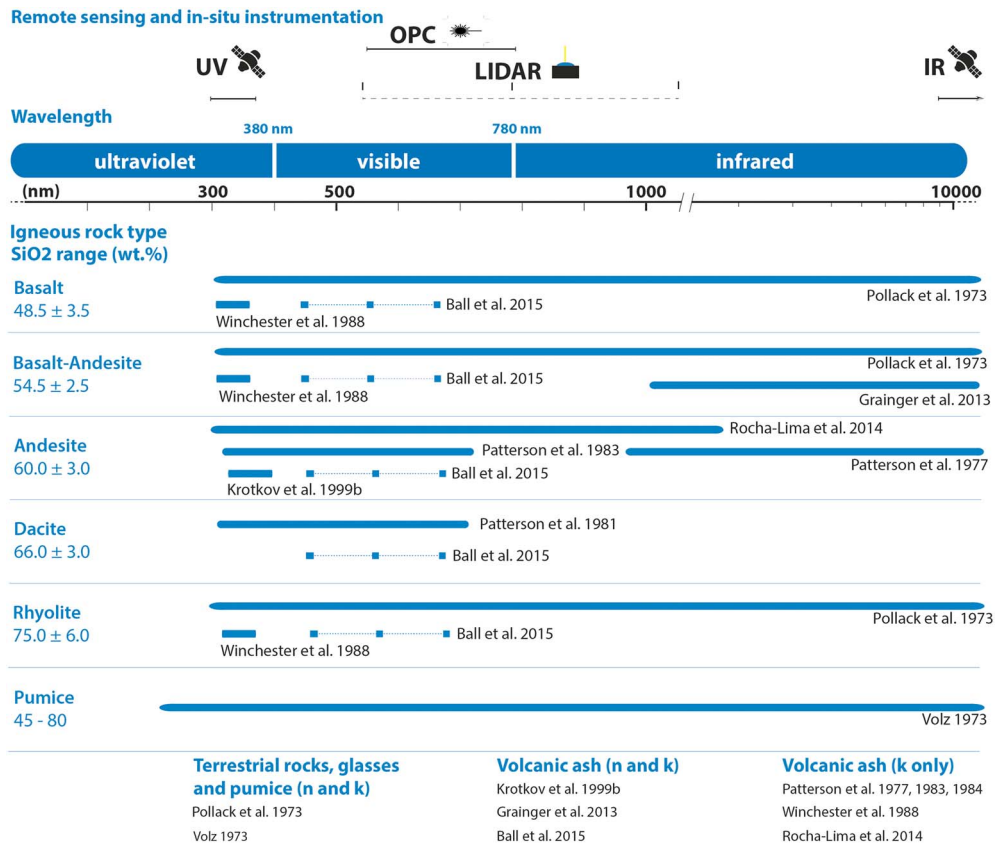 Remote sensing and in-situ instrumentation
OPC
UV
LIDAR
IR
Wavelength
380 nm
780 nm
ultraviolet
visible
infrared
(nm)
300
500
1000
10000
Igneous rock type
SiO2 range (wt.%)
Basalt
48.5 ± 3.5
Pollack et al. 1973
Ball et al. 2015
Winchester et al. 1988
Basalt-Andesite
54.5 ± 2.5
Pollack et al. 1973
Ball et al. 2015
Winchester et al. 1988
Grainger et al. 2013
Andesite
60.0 ± 3.0
Rocha-Lima et al. 2014
Patterson et al. 1983
Patterson et al. 1977
Ball et al. 2015
Krotkov et al. 1999b
Dacite
66.0 ± 3.0
Patterson et al. 1981
Ball et al. 2015
Rhyolite
75.0 ± 6.0
Pollack et al. 1973
Ball et al. 2015
Winchester et al. 1988
Pumice
45 - 80
Volz 1973
Terrestrial rocks, glasses
and pumice (n and k)
Pollack et al. 1973
Volz 1973
Volcanic ash (n and k)
Krotkov et al. 1999b
Grainger et al. 2013
Ball et al. 2015
Volcanic ash (k only)
Patterson et al. 1977, 1983, 1984
Winchester et al. 1988
Rocha-Lima et al. 2014